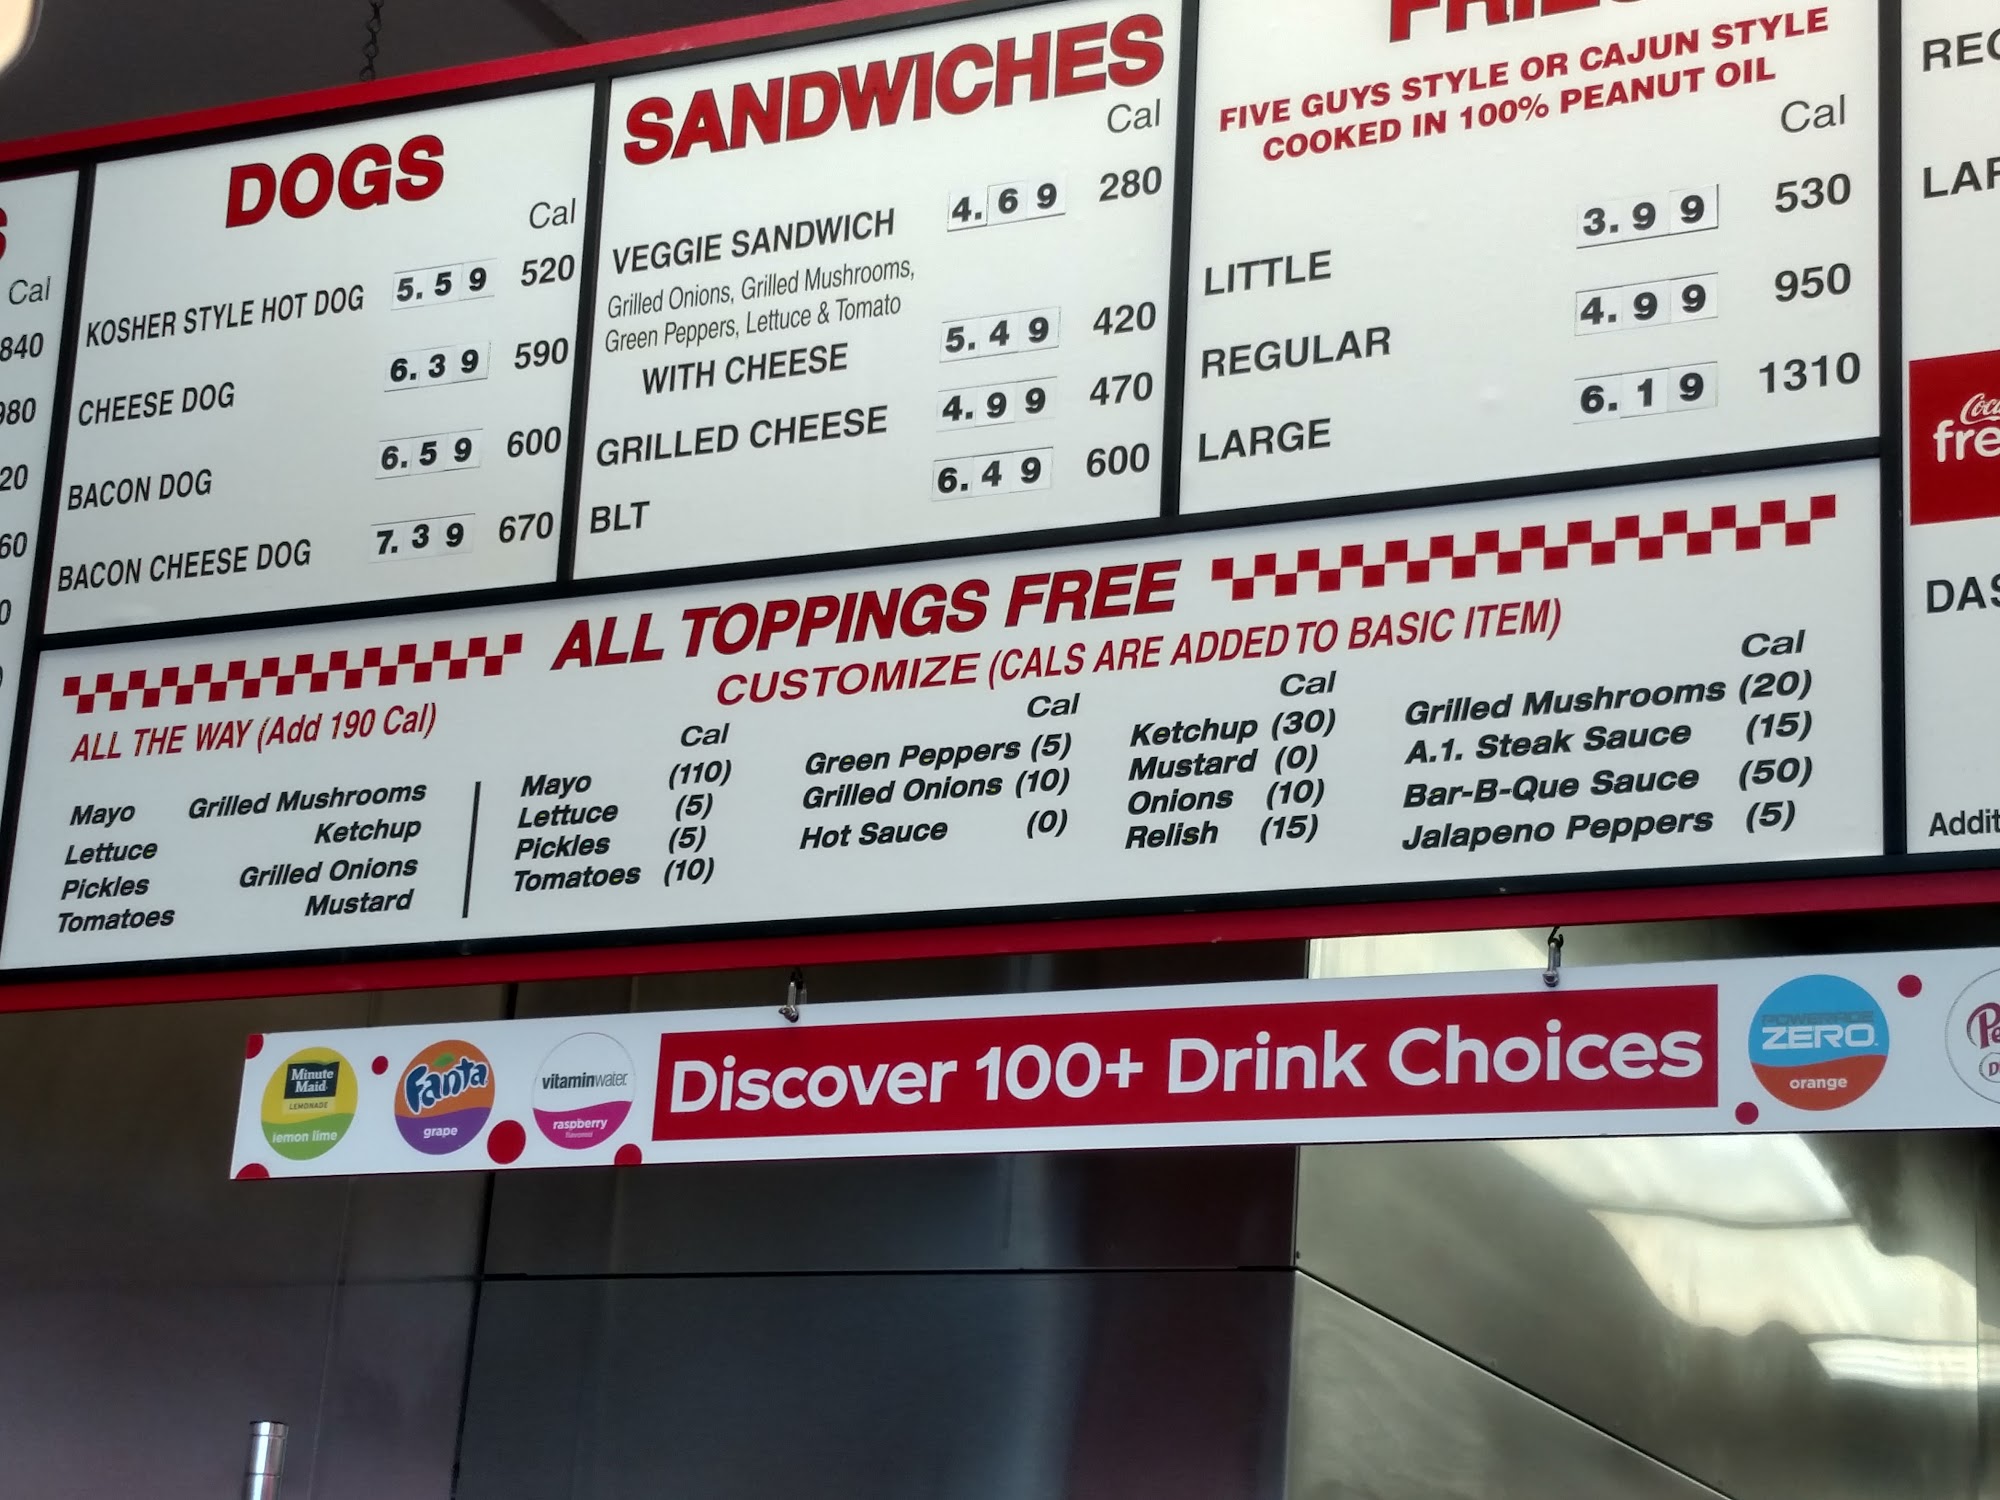 Cal
840
980
20
60
0
DOGS
Cal
KOSHER STYLE HOT DOG 5.59 520
CHEESE DOG 6.39 590
BACON DOG 6.59 600
BACON CHEESE DOG 7.39 670
SANDWICHES
Cal
VEGGIE SANDWICH 4.69 280
Grilled Onions, Grilled Mushrooms,
Green Peppers, Lettuce & Tomato
WITH CHEESE 5.49 420
GRILLED CHEESE 4.99 470
BLT 6.49 600
FIVE GUYS STYLE OR CAJUN STYLE
COOKED IN 100% PEANUT OIL
Cal
LITTLE 3.99 530
REGULAR 4.99 950
LARGE 6.19 1310
ALL TOPPINGS FREE
CUSTOMIZE (CALS ARE ADDED TO BASIC ITEM)
ALL THE WAY (Add 190 Cal)
Mayo Grilled Mushrooms
Lettuce Ketchup
Pickles Grilled Onions
Tomatoes Mustard
Cal
Mayo (110)
Lettuce (5)
Pickles (5)
Tomatoes (10)
Cal
Green Peppers (5)
Grilled Onions (10)
Hot Sauce (0)
Cal
Ketchup (30)
Mustard (0)
Onions (10)
Relish (15)
Cal
Grilled Mushrooms (20)
A.1. Steak Sauce (15)
Bar-B-Que Sauce (50)
Jalapeno Peppers (5)
Minute
Maid
LEMONADE
lemon lime
Fanta
grape
vitaminwater
raspberry
flavored
Discover 100+ Drink Choices
POWERADE
ZERO
orange